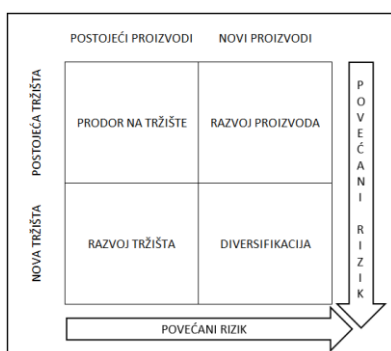 POSTOJEĆI PROIZVODI
NOVI PROIZVODI
POSTOJEĆA TRŽIŠTA
PRODOR NA TRŽIŠTE
RAZVOJ PROIZVODA
NOVA TRŽIŠTA
RAZVOJ TRŽIŠTA
DIVERSIFIKACIJA
POVEĆANI RIZIK
POVEĆANI RIZIK